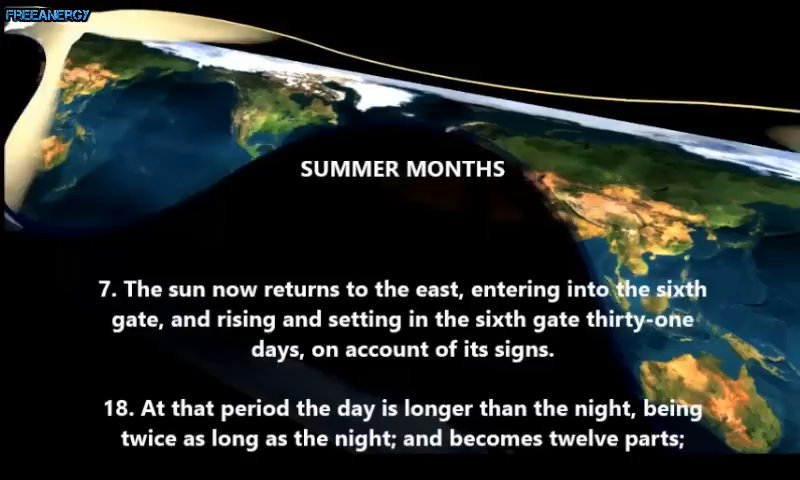 FREEANERGY
SUMMER MONTHS
7. The sun now returns to the east, entering into the sixth
gate, and rising and setting in the sixth gate thirty-one
days, on account of its signs.
18. At that period the day is longer than the night, being
twice as long as the night; and becomes twelve parts;